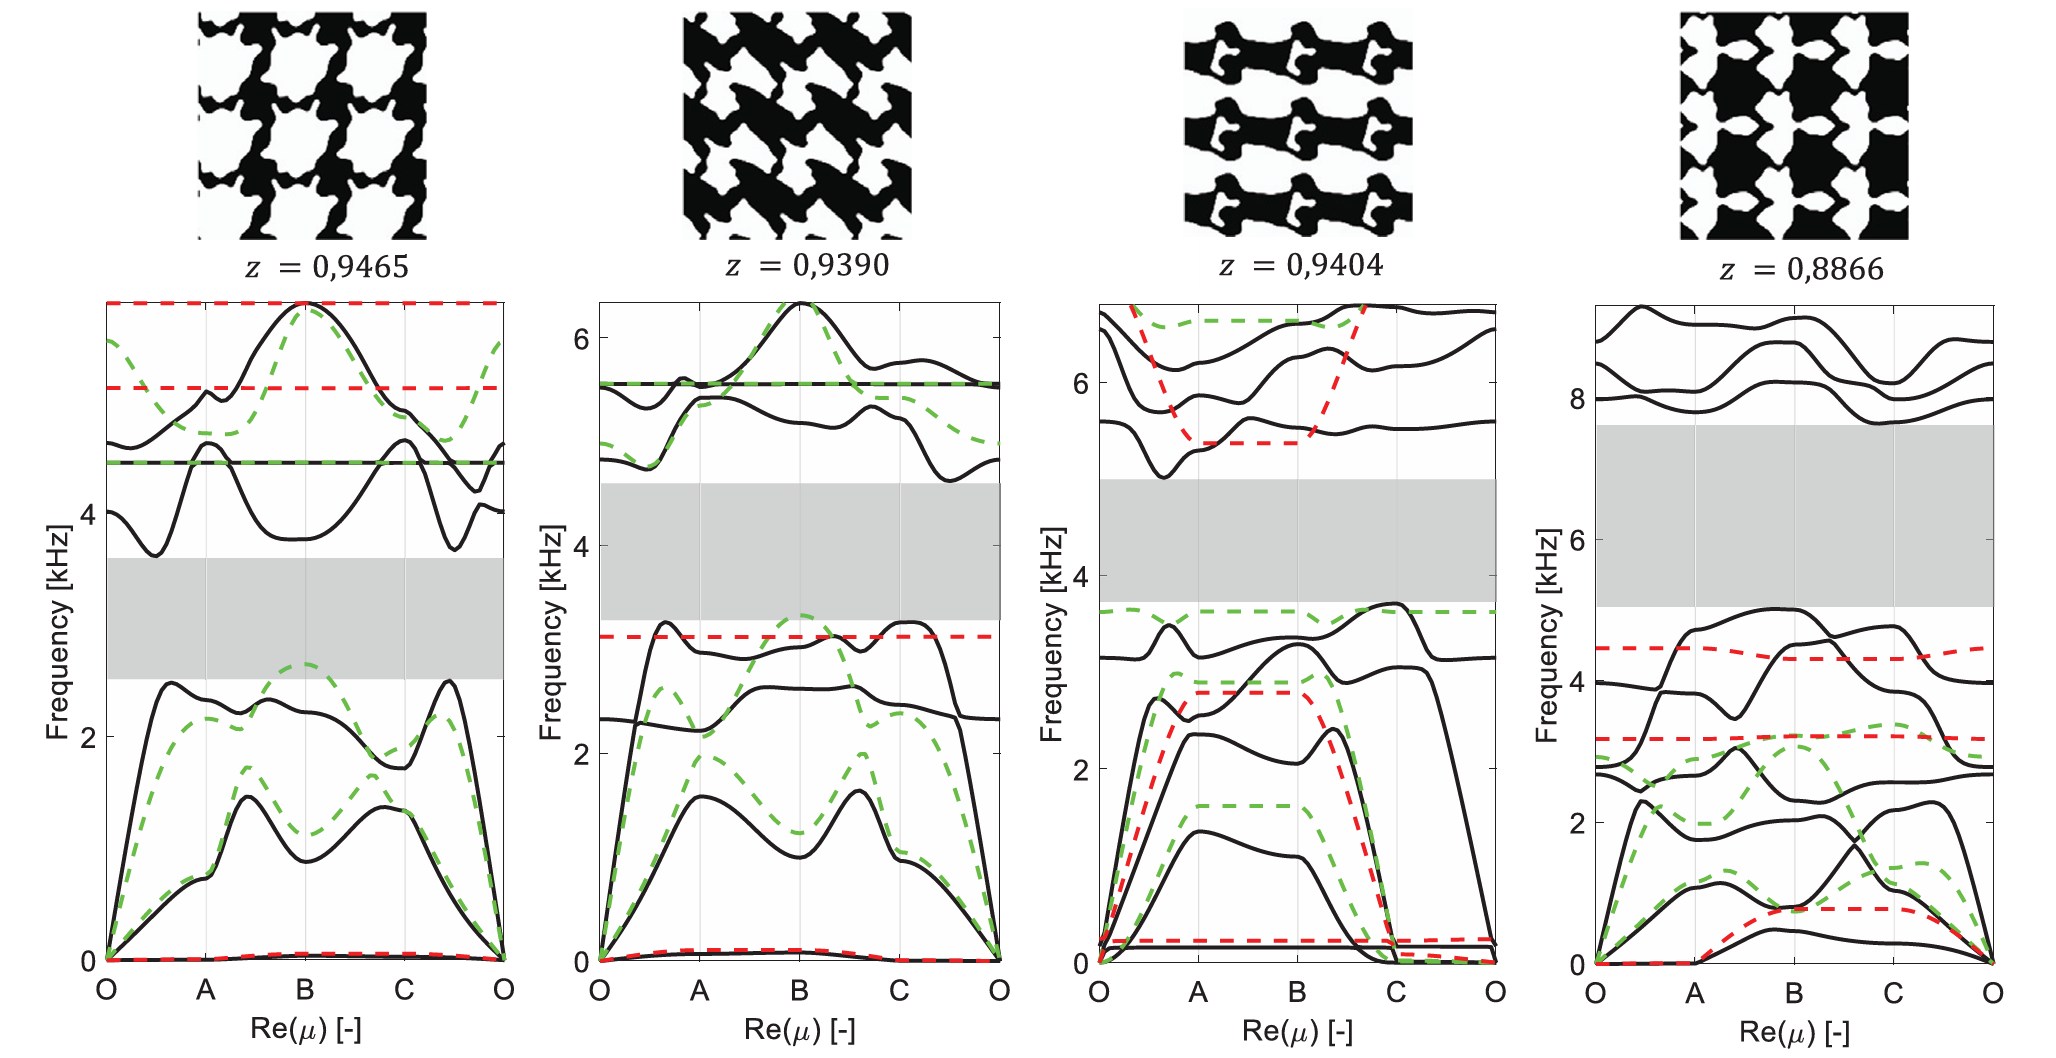 z = 0,9465
z = 0,9390
z = 0,9404
z = 0,8866
Frequency [kHz]
4
2
0
O A B C O
Re(μ) [-]
Frequency [kHz]
6
4
2
0
O A B C O
Re(μ) [-]
Frequency [kHz]
6
4
2
0
O A B C O
Re(μ) [-]
Frequency [kHz]
8
6
4
2
0
O A B C O
Re(μ) [-]